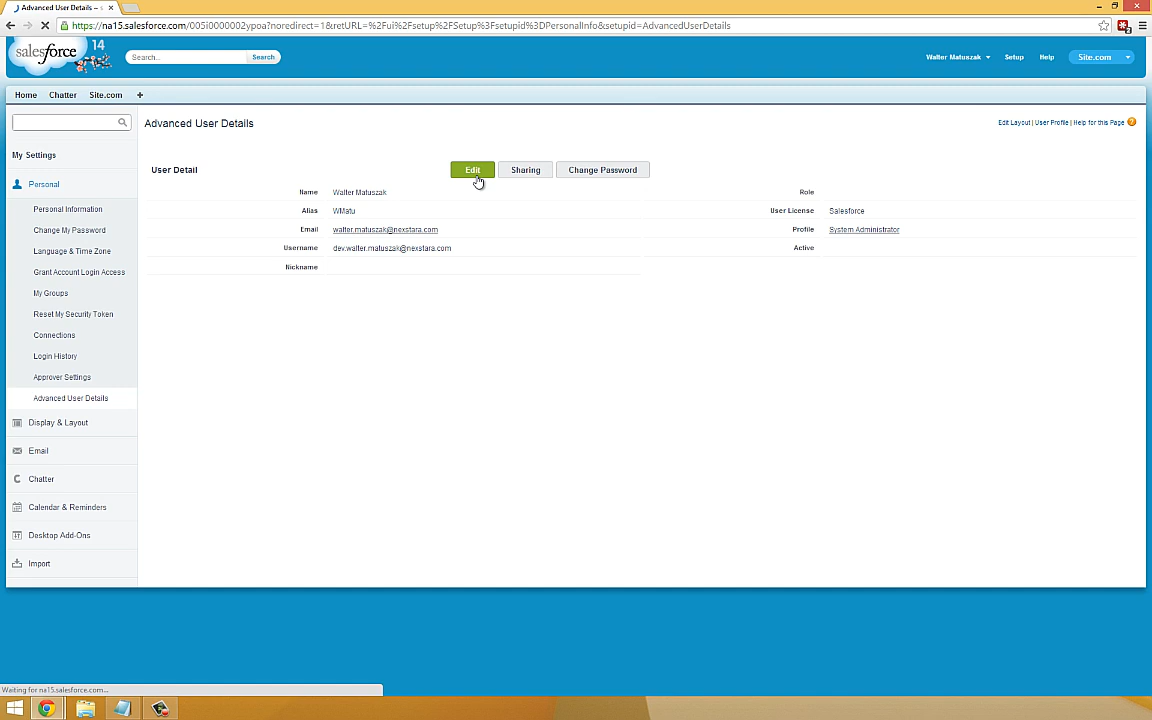 Advanced User Details ~ s
https://na15.salesforce.com/005i0000002ypoa?noredirect=1&retURL=%2Fui%2Fsetup%2FSetup%3Fsetupid%3DPersonalInfo&setupid=AdvancedUserDetails
salesforce 14
Search... Search
Walter Matuszak Setup Help Site.com
Home Chatter Site.com +
Advanced User Details
Edit Layout | User Profile | Help for this Page ?
My Settings
User Detail Edit Sharing Change Password
Personal
Name Walter Matuszak Role
Alias WMatu User License Salesforce
Email walter.matuszak@nexstara.com Profile System Administrator
Username dev.walter.matuszak@nexstara.com Active
Nickname
Personal Information
Change My Password
Language & Time Zone
Grant Account Login Access
My Groups
Reset My Security Token
Connections
Login History
Approver Settings
Advanced User Details
Display & Layout
Email
Chatter
Calendar & Reminders
Desktop Add-Ons
Import
Waiting for na15.salesforce.com...